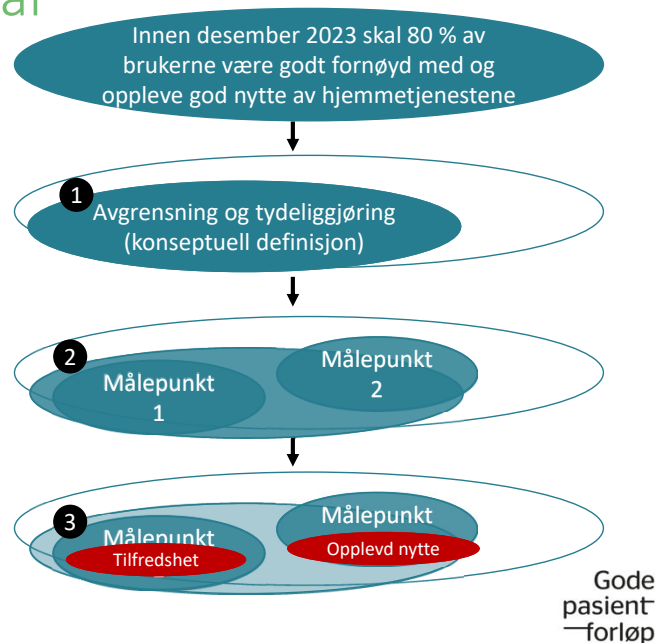 Innen desember 2023 skal 80 % av
brukerne være godt fornøyd med og
oppleve god nytte av hjemmetjenestene
1
Avgrensning og tydeliggjøring
(konseptuell definisjon)
2
Målepunkt
1
Målepunkt
2
3
Målepunkt
Tilfredshet
Målepunkt
Opplevd nytte
Gode
pasient
forløp